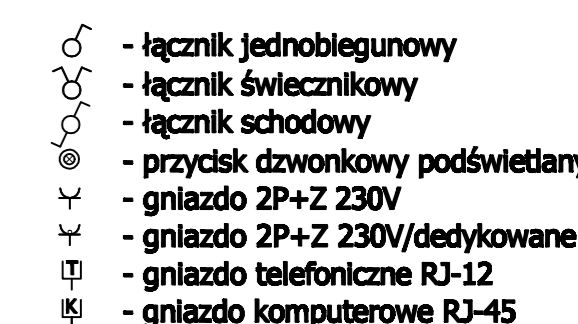 - łącznik jednobiegunowy
- łącznik świecznikowy
- łącznik schodowy
- przycisk dzwonkowy podświetlany
- gniazdo 2P+Z 230V
- gniazdo 2P+Z 230V/dedykowane
T - gniazdo telefoniczne RJ-12
K - gniazdo komputerowe RJ-45